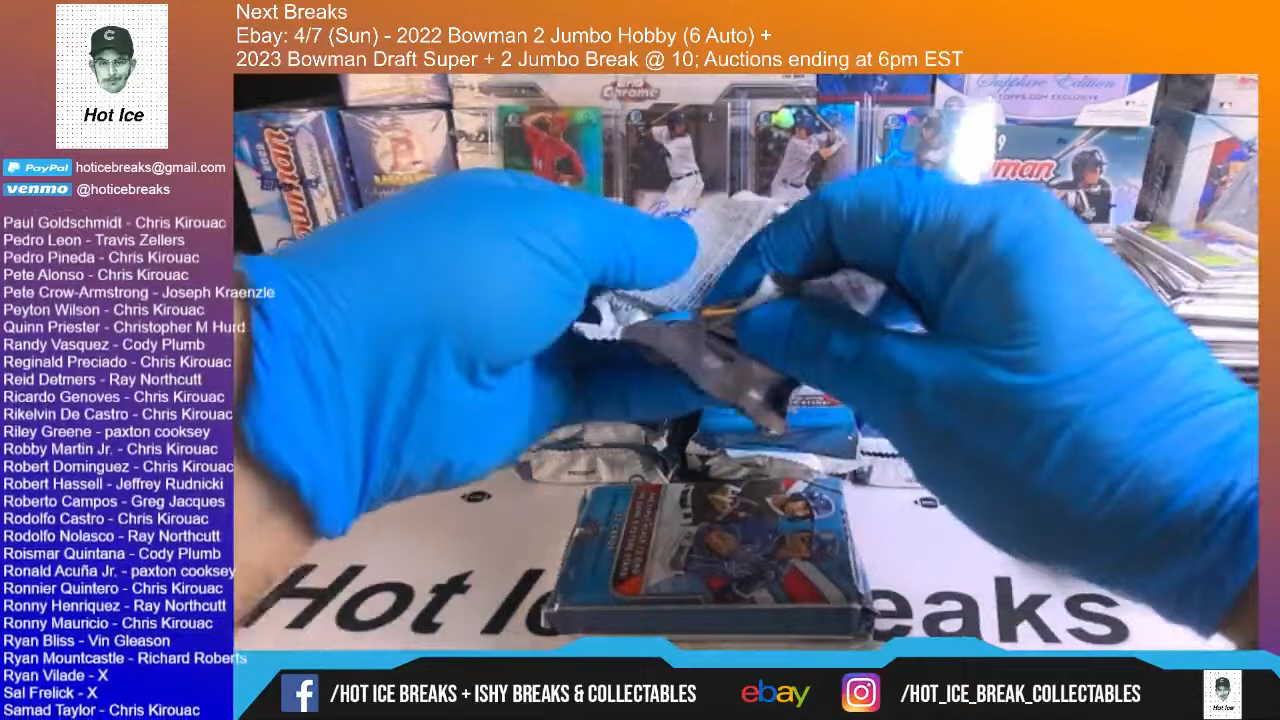 Next Breaks
Ebay: 4/7 (Sun) - 2022 Bowman 2 Jumbo Hobby (6 Auto) +
2023 Bowman Draft Super + 2 Jumbo Break @ 10; Auctions ending at 6pm EST
C
Hot Ice
PayPal hoticebreaks@gmail.com
venmo @hoticebreaks
Paul Goldschmidt - Chris Kirouac
Pedro Leon - Travis Zellers
Pedro Pineda - Chris Kirouac
Pete Alonso - Chris Kirouac
Pete Crow-Armstrong - Joseph Kraenzle
Peyton Wilson - Chris Kirouac
Quinn Priester - Christopher M Hurd
Randy Vasquez - Cody Plumb
Reginald Preciado - Chris Kirouac
Reid Detmers - Ray Northcutt
Ricardo Genoves - Chris Kirouac
Rikelvin De Castro - Chris Kirouac
Riley Greene - paxton cooksey
Robby Martin Jr. - Chris Kirouac
Robert Dominguez - Chris Kirouac
Robert Hassell - Jeffrey Rudnicki
Roberto Campos - Greg Jacques
Rodolfo Castro - Chris Kirouac
Rodolfo Nolasco - Ray Northcutt
Roismar Quintana - Cody Plumb
Ronald Acuña Jr. - paxton cooksey
Ronnier Quintero - Chris Kirouac
Ronny Henriquez - Ray Northcutt
Ronny Mauricio - Chris Kirouac
Ryan Bliss - Vin Gleason
Ryan Mountcastle - Richard Roberts
Ryan Vilade - X
Sal Frelick - X
Samad Taylor - Chris Kirouac
Chrome
Sapphire Edition
TOPPS.COM EXCLUSIVE
Hot I eaks
/HOT ICE BREAKS + ISHY BREAKS & COLLECTABLES
ebay
/HOT_ICE_BREAK_COLLECTABLES
Hot Ice